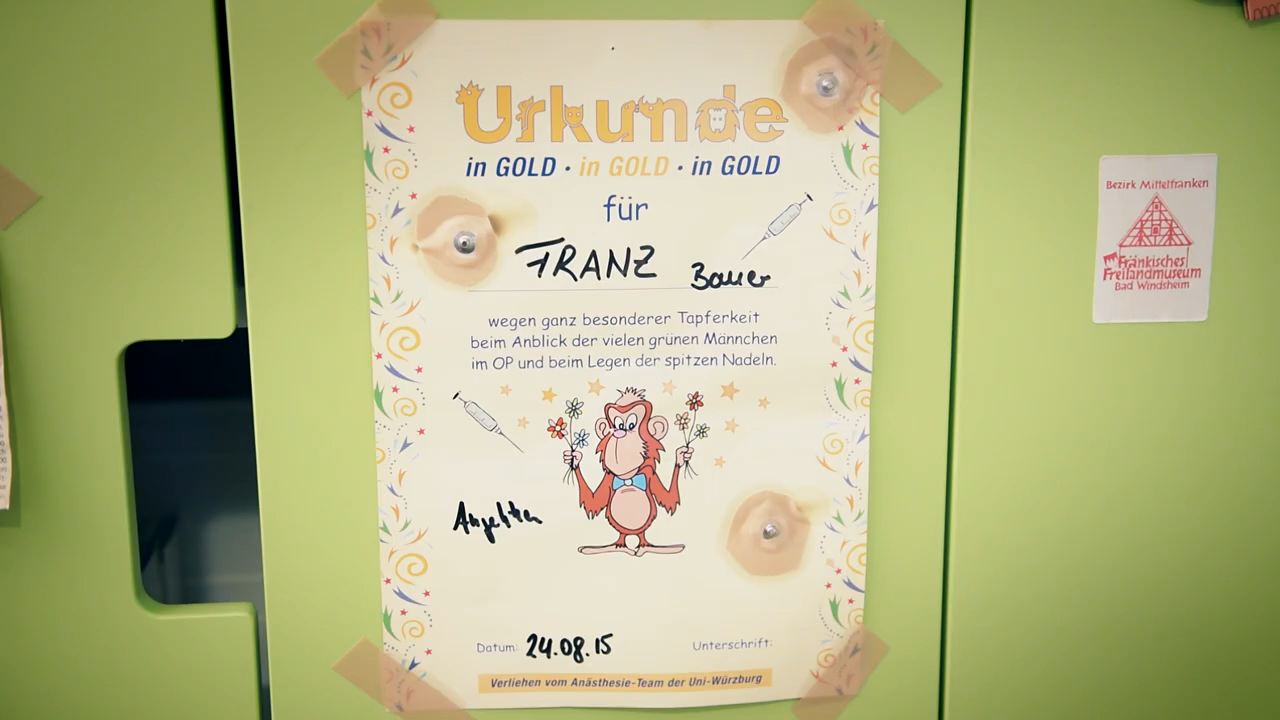 Urkunde
in GOLD · in GOLD · in GOLD
für
FRANZ Bauer
wegen ganz besonderer Tapferkeit
beim Anblick der vielen grünen Männchen
im OP und beim Legen der spitzen Nadeln.
Angelika
Datum: 24.08.15 Unterschrift:
Verliehen vom Anästhesie-Team der Uni-Würzburg
Bezirk Mittelfranken
Fränkisches
Freilandmuseum
Bad Windsheim